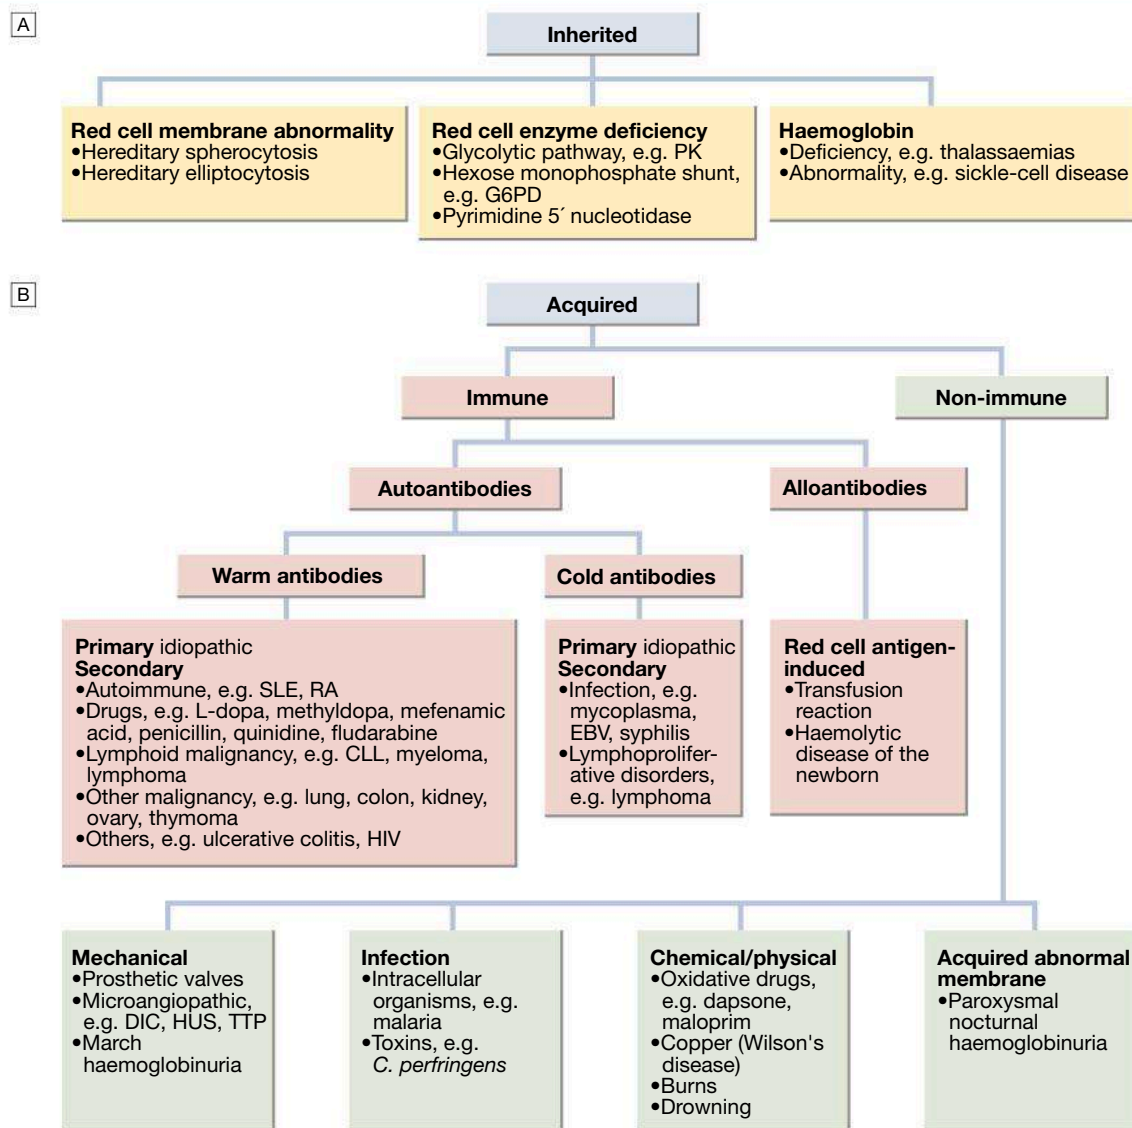 A
Inherited
Red cell membrane abnormality
•Hereditary spherocytosis
•Hereditary elliptocytosis
Red cell enzyme deficiency
•Glycolytic pathway, e.g. PK
•Hexose monophosphate shunt,
e.g. G6PD
•Pyrimidine 5´ nucleotidase
Haemoglobin
•Deficiency, e.g. thalassaemias
•Abnormality, e.g. sickle-cell disease
B
Acquired
Immune
Non-immune
Autoantibodies
Alloantibodies
Warm antibodies
Cold antibodies
Primary idiopathic
Secondary
•Autoimmune, e.g. SLE, RA
•Drugs, e.g. L-dopa, methyldopa, mefenamic
acid, penicillin, quinidine, fludarabine
•Lymphoid malignancy, e.g. CLL, myeloma,
lymphoma
•Other malignancy, e.g. lung, colon, kidney,
ovary, thymoma
•Others, e.g. ulcerative colitis, HIV
Primary idiopathic
Secondary
•Infection, e.g.
mycoplasma,
EBV, syphilis
•Lymphoprolifer-
ative disorders,
e.g. lymphoma
Red cell antigen-
induced
•Transfusion
reaction
•Haemolytic
disease of the
newborn
Mechanical
•Prosthetic valves
•Microangiopathic,
e.g. DIC, HUS, TTP
•March
haemoglobinuria
Infection
•Intracellular
organisms, e.g.
malaria
•Toxins, e.g.
C. perfringens
Chemical/physical
•Oxidative drugs,
e.g. dapsone,
maloprim
•Copper (Wilson's
disease)
•Burns
•Drowning
Acquired abnormal
membrane
•Paroxysmal
nocturnal
haemoglobinuria